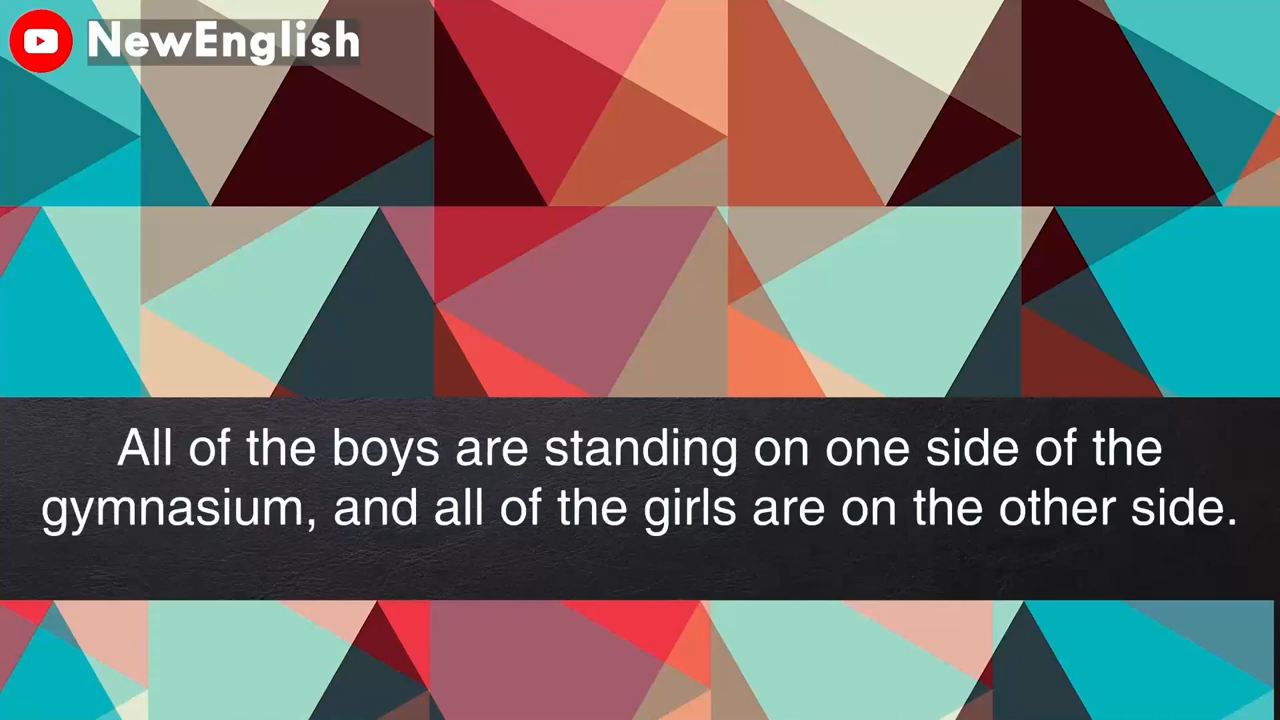 NewEnglish
All of the boys are standing on one side of the
gymnasium, and all of the girls are on the other side.